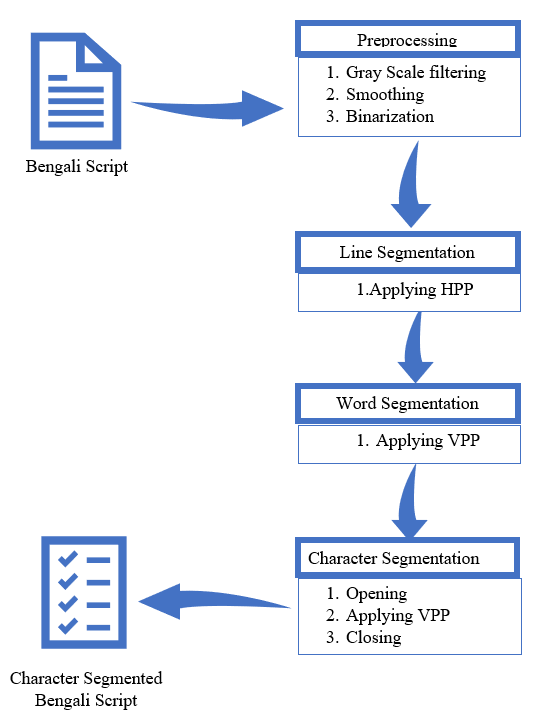 Preprocessing
1. Gray Scale filtering
2. Smoothing
3. Binarization
Bengali Script
Line Segmentation
1.Applying HPP
Word Segmentation
1. Applying VPP
Character Segmentation
1. Opening
2. Applying VPP
3. Closing
Character Segmented
Bengali Script